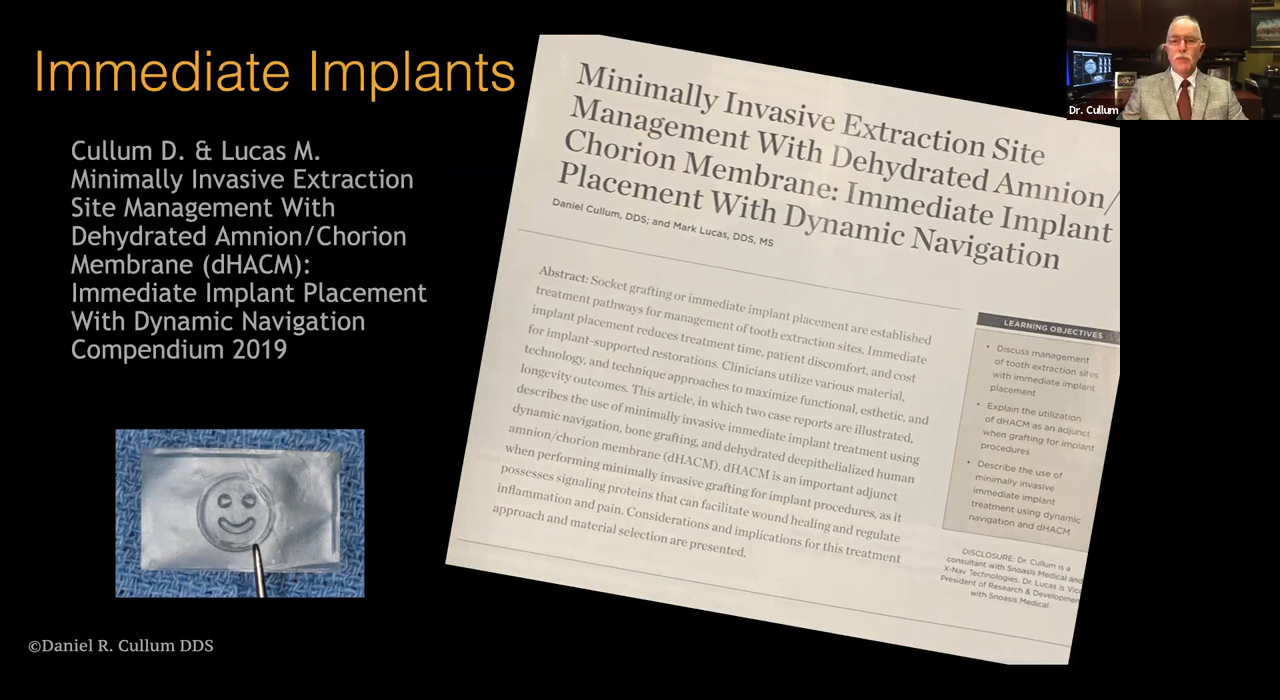 Immediate Implants
Cullum D. & Lucas M.
Minimally Invasive Extraction
Site Management With
Dehydrated Amnion/Chorion
Membrane (dHACM):
Immediate Implant Placement
With Dynamic Navigation
Compendium 2019
©Daniel R. Cullum DDS
Minimally Invasive Extraction Site
Management With Dehydrated Amnion/
Chorion Membrane: Immediate Implant
Placement With Dynamic Navigation
Daniel Cullum, DDS; and Mark Lucas, DDS, MS
Abstract: Socket grafting or immediate implant placement are established
treatment pathways for management of tooth extraction sites. Immediate
implant placement reduces treatment time, patient discomfort, and cost
for implant-supported restorations. Clinicians utilize various material,
technology, and technique approaches to maximize functional, esthetic, and
longevity outcomes. This article, in which two case reports are illustrated,
describes the use of minimally invasive immediate implant treatment using
dynamic navigation, bone grafting, and dehydrated deepithelialized human
amnion/chorion membrane (dHACM). dHACM is an important adjunct
when performing minimally invasive grafting for implant procedures, as it
possesses signaling proteins that can facilitate wound healing and regulate
inflammation and pain. Considerations and implications for this treatment
approach and material selection are presented.
LEARNING OBJECTIVES
• Discuss management
of tooth extraction sites
with immediate implant
placement
• Explain the utilization
of dHACM as an adjunct
when grafting for implant
procedures
• Describe the use of
minimally invasive
immediate implant
treatment using dynamic
navigation and dHACM
DISCLOSURE: Dr. Cullum is a
consultant with Snoasis Medical and
X-Nav Technologies. Dr. Lucas is Vice
President of Research & Development
with Snoasis Medical.
Dr. Cullum